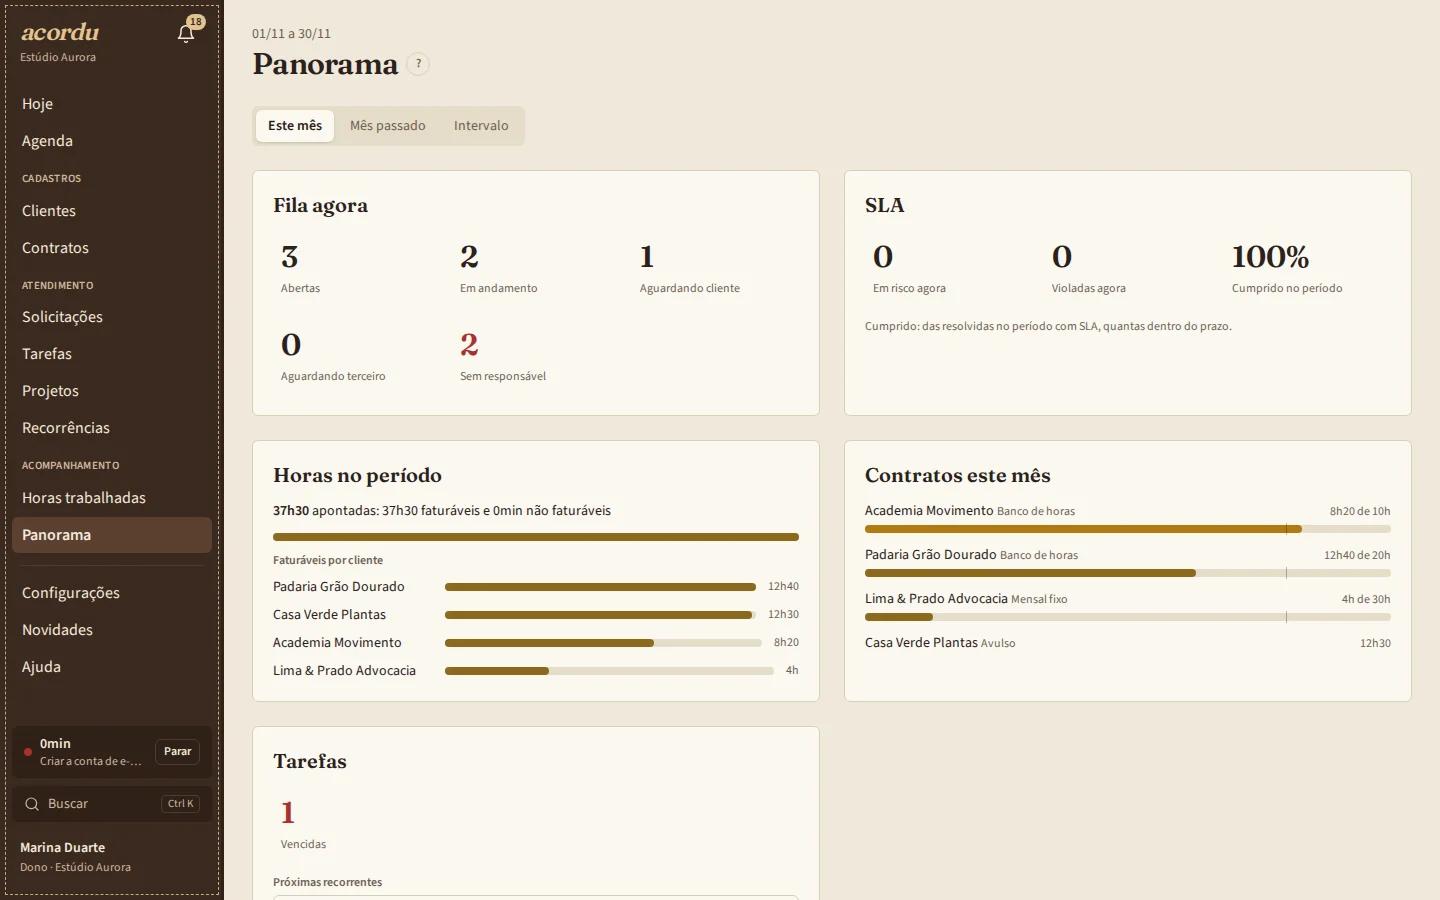 acordu
18
Estúdio Aurora
Hoje
Agenda
CADASTROS
Clientes
Contratos
ATENDIMENTO
Solicitações
Tarefas
Projetos
Recorrências
ACOMPANHAMENTO
Horas trabalhadas
Panorama
Configurações
Novidades
Ajuda
0min
Criar a conta de e-...
Parar
Buscar
Ctrl K
Marina Duarte
Dono · Estúdio Aurora
01/11 a 30/11
Panorama ?
Este mês Mês passado Intervalo
Fila agora
3 2 1
Abertas Em andamento Aguardando cliente
0 2
Aguardando terceiro Sem responsável
SLA
0 0 100%
Em risco agora Violadas agora Cumprido no período
Cumprido: das resolvidas no período com SLA, quantas dentro do prazo.
Horas no período
37h30 apontadas: 37h30 faturáveis e 0min não faturáveis
Faturáveis por cliente
Padaria Grão Dourado 12h40
Casa Verde Plantas 12h30
Academia Movimento 8h20
Lima & Prado Advocacia 4h
Contratos este mês
Academia Movimento Banco de horas 8h20 de 10h
Padaria Grão Dourado Banco de horas 12h40 de 20h
Lima & Prado Advocacia Mensal fixo 4h de 30h
Casa Verde Plantas Avulso 12h30
Tarefas
1
Vencidas
Próximas recorrentes